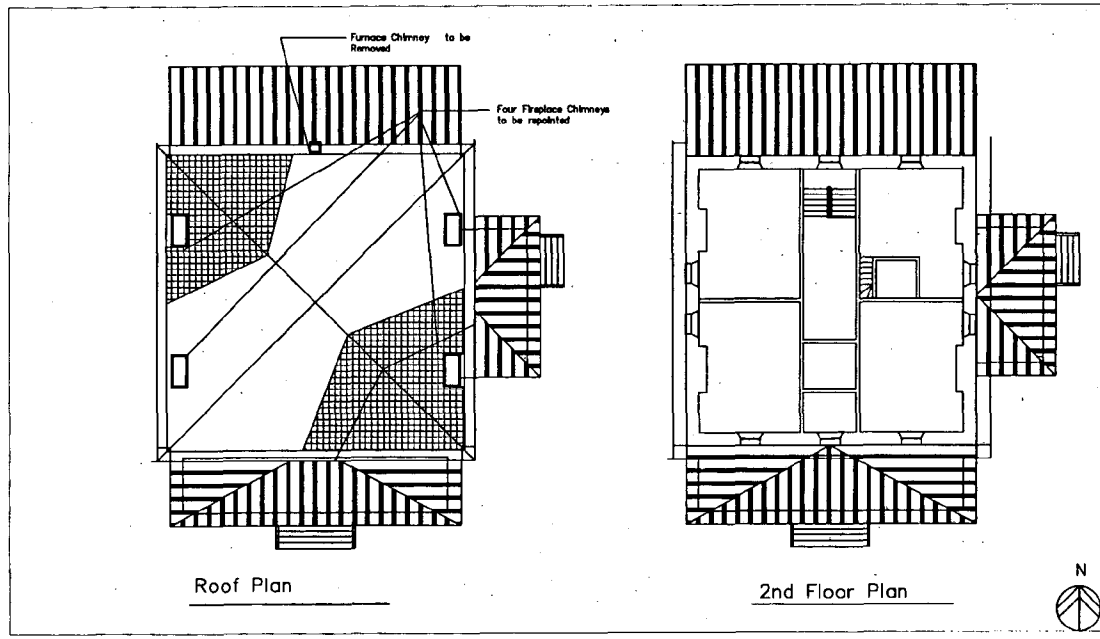 Furnace Chimney to be
Removed
Four Fireplace Chimneys
to be repointed
Roof Plan
2nd Floor Plan
N